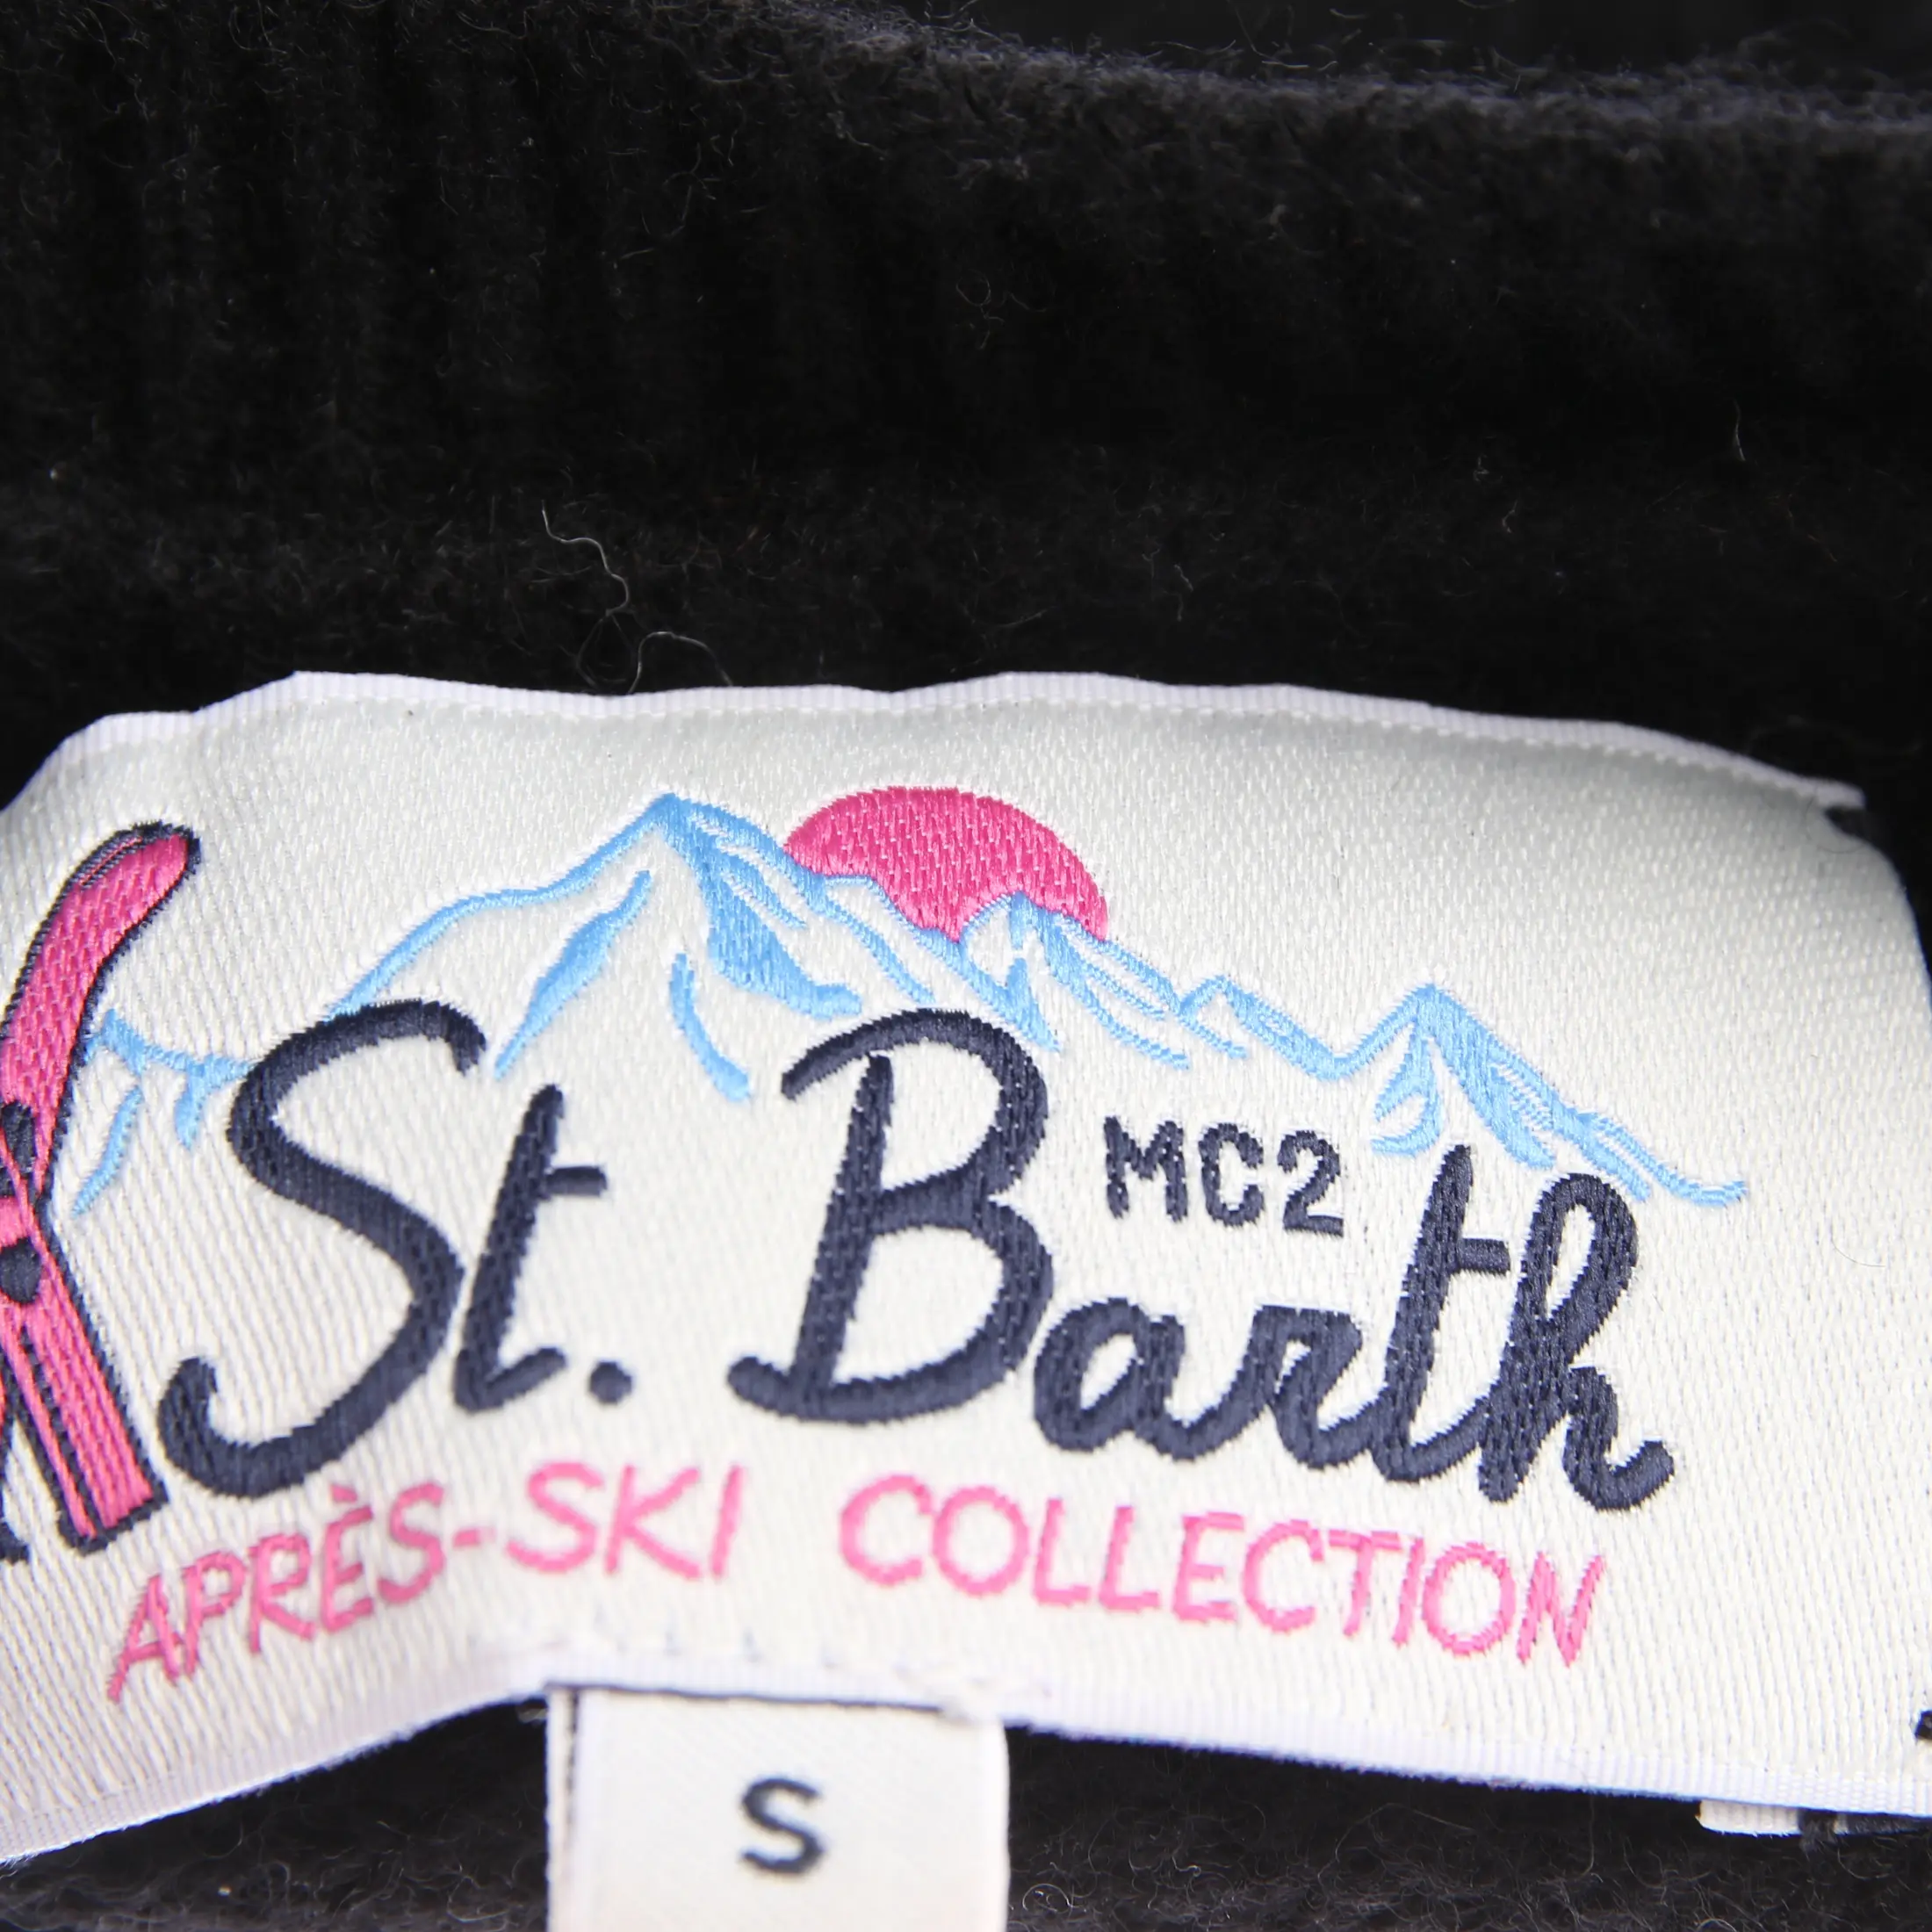 St. Barth
MC2
APRÈS-SKI COLLECTION
S